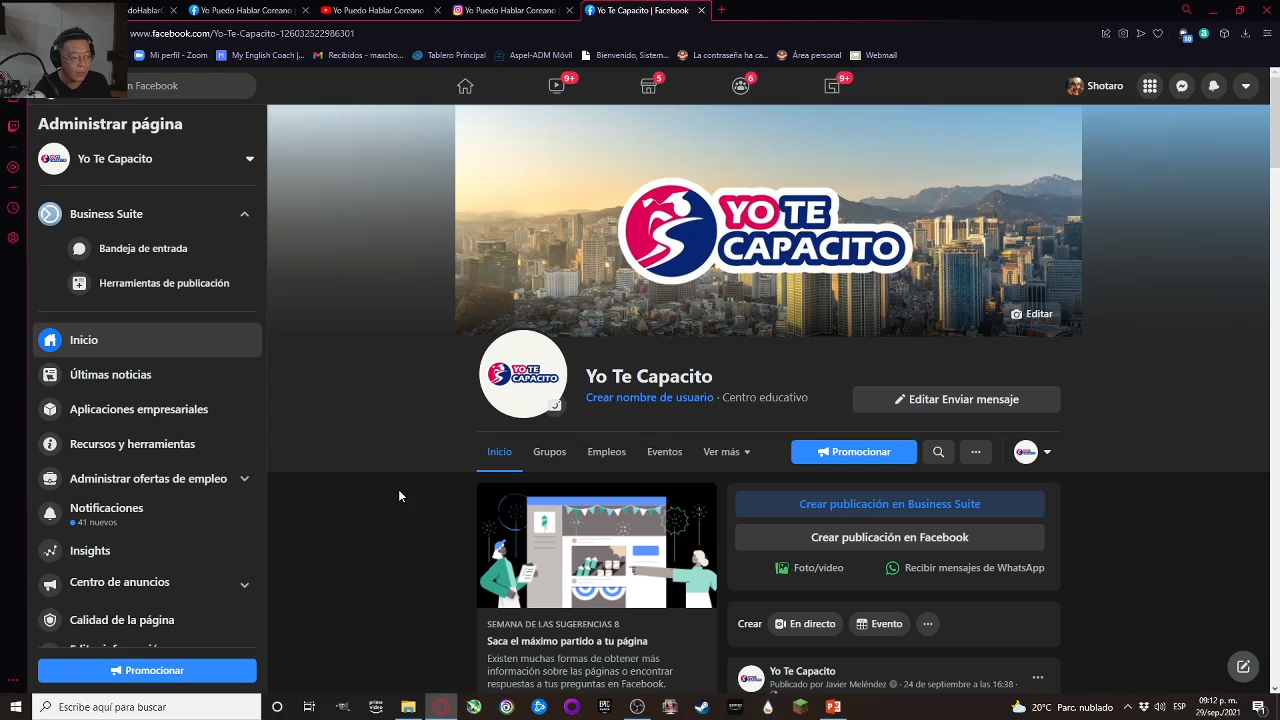 doHablarC
Yo Puedo Hablar Coreano
Yo Puedo Hablar Coreano
Yo Puedo Hablar Coreano
Yo Te Capacito | Facebook
www.facebook.com/Yo-Te-Capacito-126032522986301
Mi perfil - Zoom
My English Coach |...
Recibidos - maxcho...
Tablero Principal
Aspel-ADM Móvil
Bienvenido, Sistem...
La contraseña ha ca...
Área personal
Webmail
n Facebook
9+
5
6
9+
Shotaro
Administrar página
Yo Te Capacito
Business Suite
Bandeja de entrada
Herramientas de publicación
Inicio
Últimas noticias
Aplicaciones empresariales
Recursos y herramientas
Administrar ofertas de empleo
Notificaciones
41 nuevos
Insights
Centro de anuncios
Calidad de la página
Promocionar
YO TE
CAPACITO
Editar
YO TE
CAPACITO
Yo Te Capacito
Crear nombre de usuario · Centro educativo
Editar Enviar mensaje
Inicio
Grupos
Empleos
Eventos
Ver más
Promocionar
SEMANA DE LAS SUGERENCIAS 8
Saca el máximo partido a tu página
Existen muchas formas de obtener más
información sobre las páginas o encontrar
respuestas a tus preguntas en Facebook.
Crear publicación en Business Suite
Crear publicación en Facebook
Foto/vídeo
Recibir mensajes de WhatsApp
Crear
En directo
Evento
Yo Te Capacito
Publicado por Javier Meléndez · 24 de septiembre a las 16:38 ·
Escribe aquí para buscar
20°C Parc. nublado
ESP
09:12 p. m.
29/sep./2021